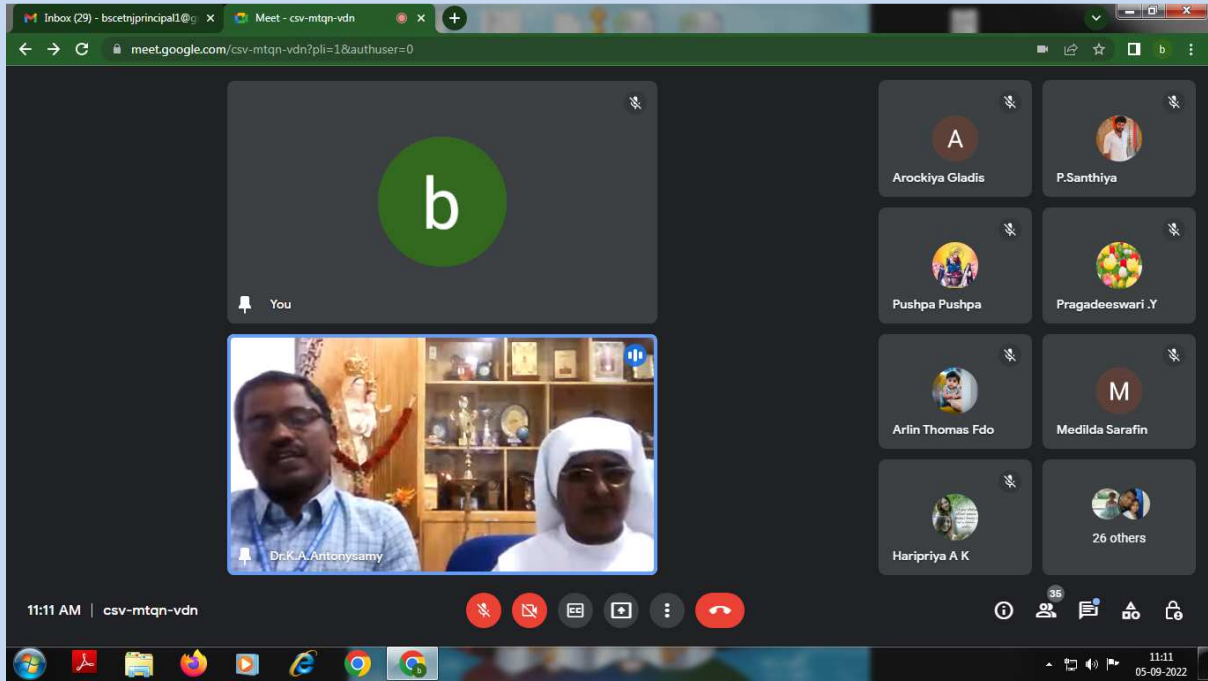 Inbox (29) - bscetnjprincipal1@g
Meet - csv-mtqn-vdn
meet.google.com/csv-mtqn-vdn?pli=1&authuser=0
b
b
You
Dr.K.A.Antonysamy
A
Arockiya Gladis
P.Santhiya
Pushpa Pushpa
Pragadeeswari .Y
Arlin Thomas Fdo
M
Medilda Sarafin
Haripriya A K
26 others
11:11 AM | csv-mtqn-vdn
CC
35
b
11:11
05-09-2022